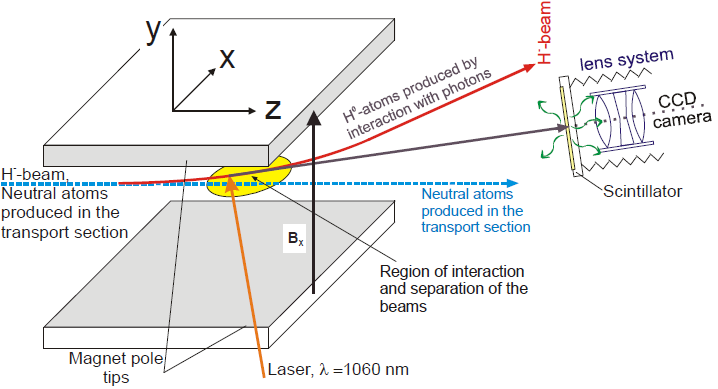 y
x
z
H⁻-beam
lens system
CCD
camera
H⁰-atoms produced by
interaction with photons
H⁻-beam,
Neutral atoms
produced in the
transport section
Neutral atoms
produced in the
transport section
Scintillator
Bx
Region of interaction
and separation of the
beams
Magnet pole
tips
Laser, λ =1060 nm